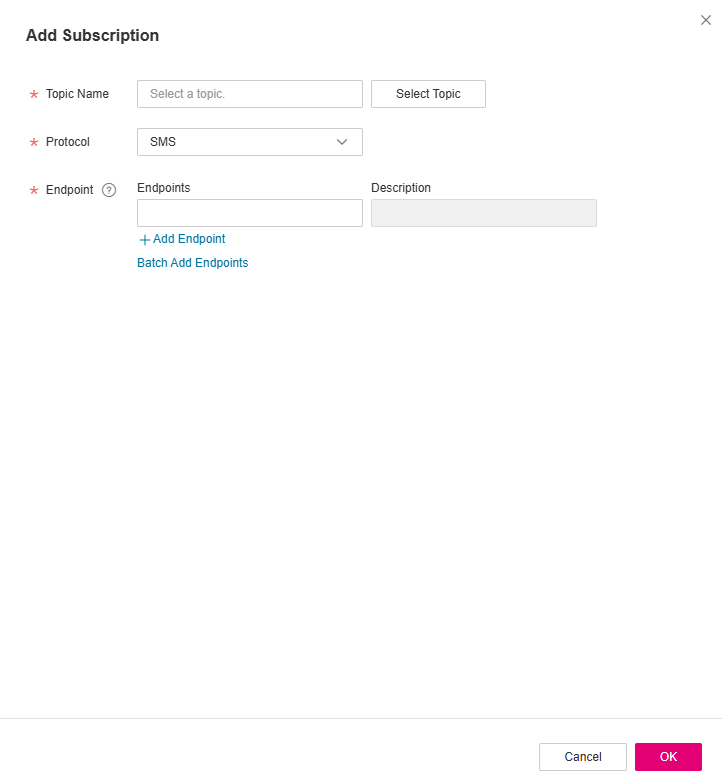 Add Subscription
* Topic Name Select a topic. Select Topic
* Protocol SMS
* Endpoint ? Endpoints Description
Add Endpoint
Batch Add Endpoints
Cancel OK